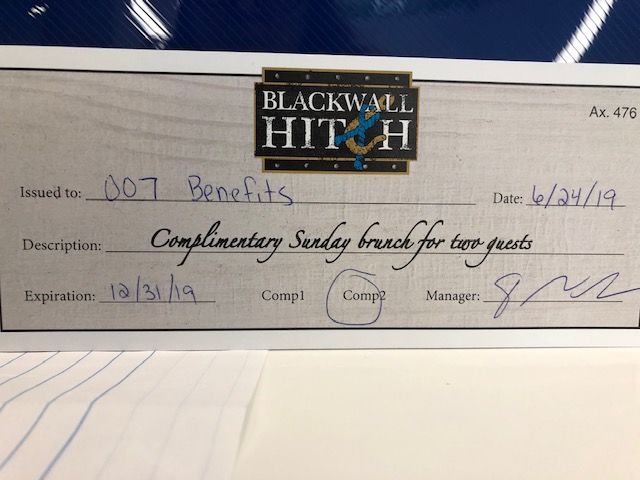 BLACKWALL
HITCH
Ax. 476
Issued to: 007 Benefits Date: 6/24/19
Description: Complimentary Sunday brunch for two guests
Expiration: 12/31/19 Comp1 Comp2 Manager: